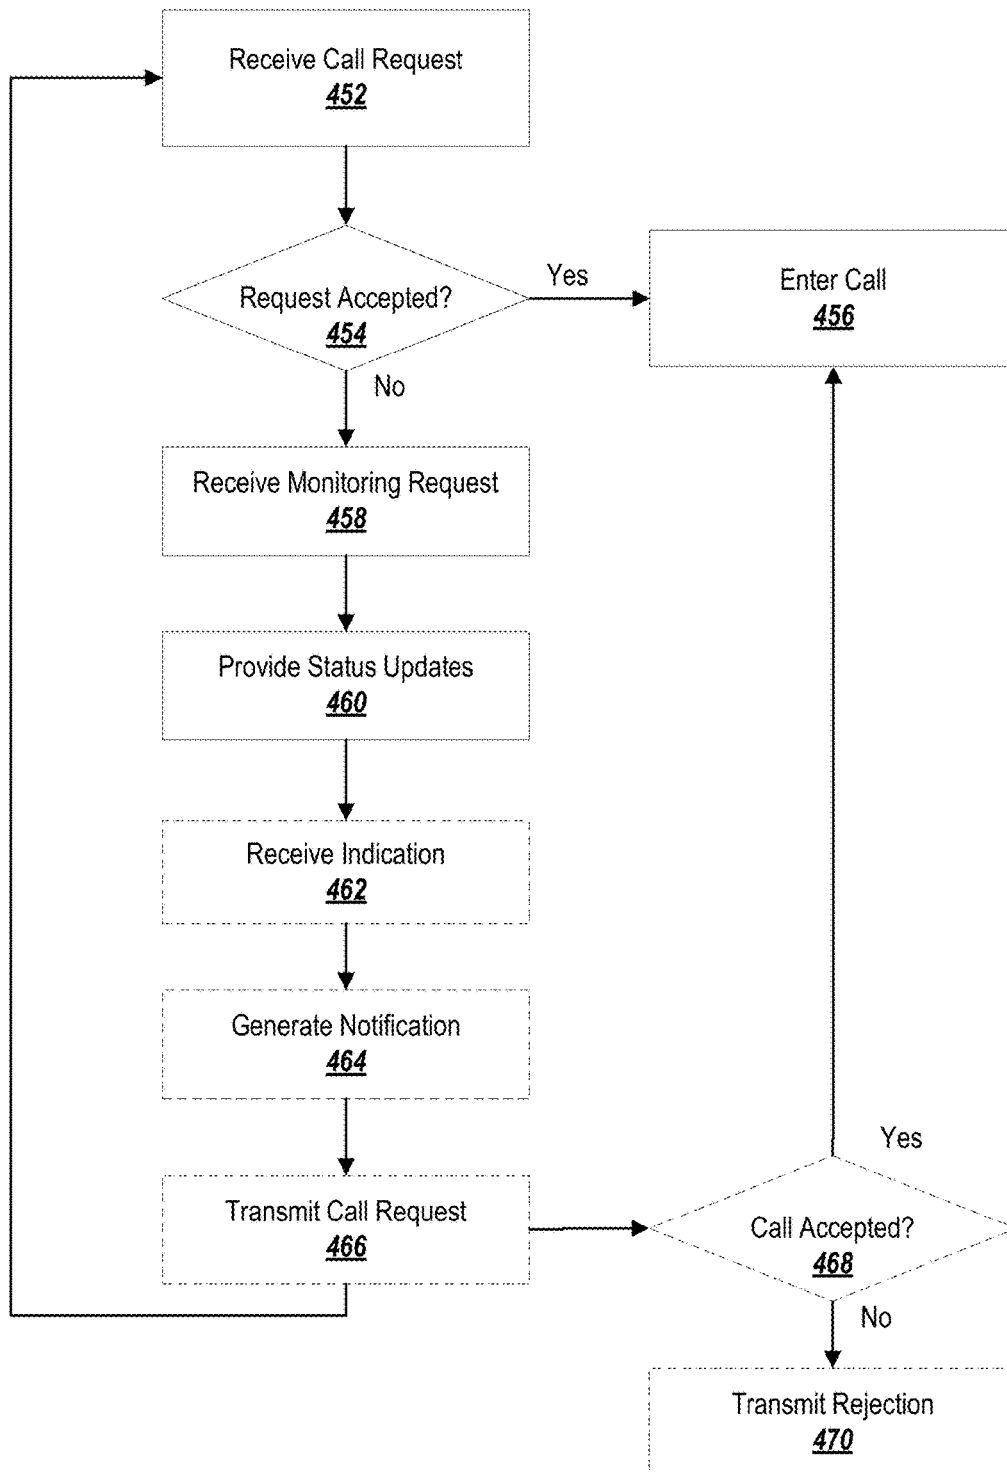 Receive Call Request
452
Request Accepted?
454
Yes
Enter Call
456
No
Receive Monitoring Request
458
Provide Status Updates
460
Receive Indication
462
Generate Notification
464
Transmit Call Request
466
Yes
Call Accepted?
468
No
Transmit Rejection
470